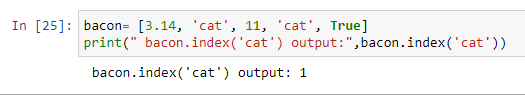 In [25]: bacon= [3.14, 'cat', 11, 'cat', True]
print(" bacon.index('cat') output:",bacon.index('cat'))
bacon.index('cat') output: 1